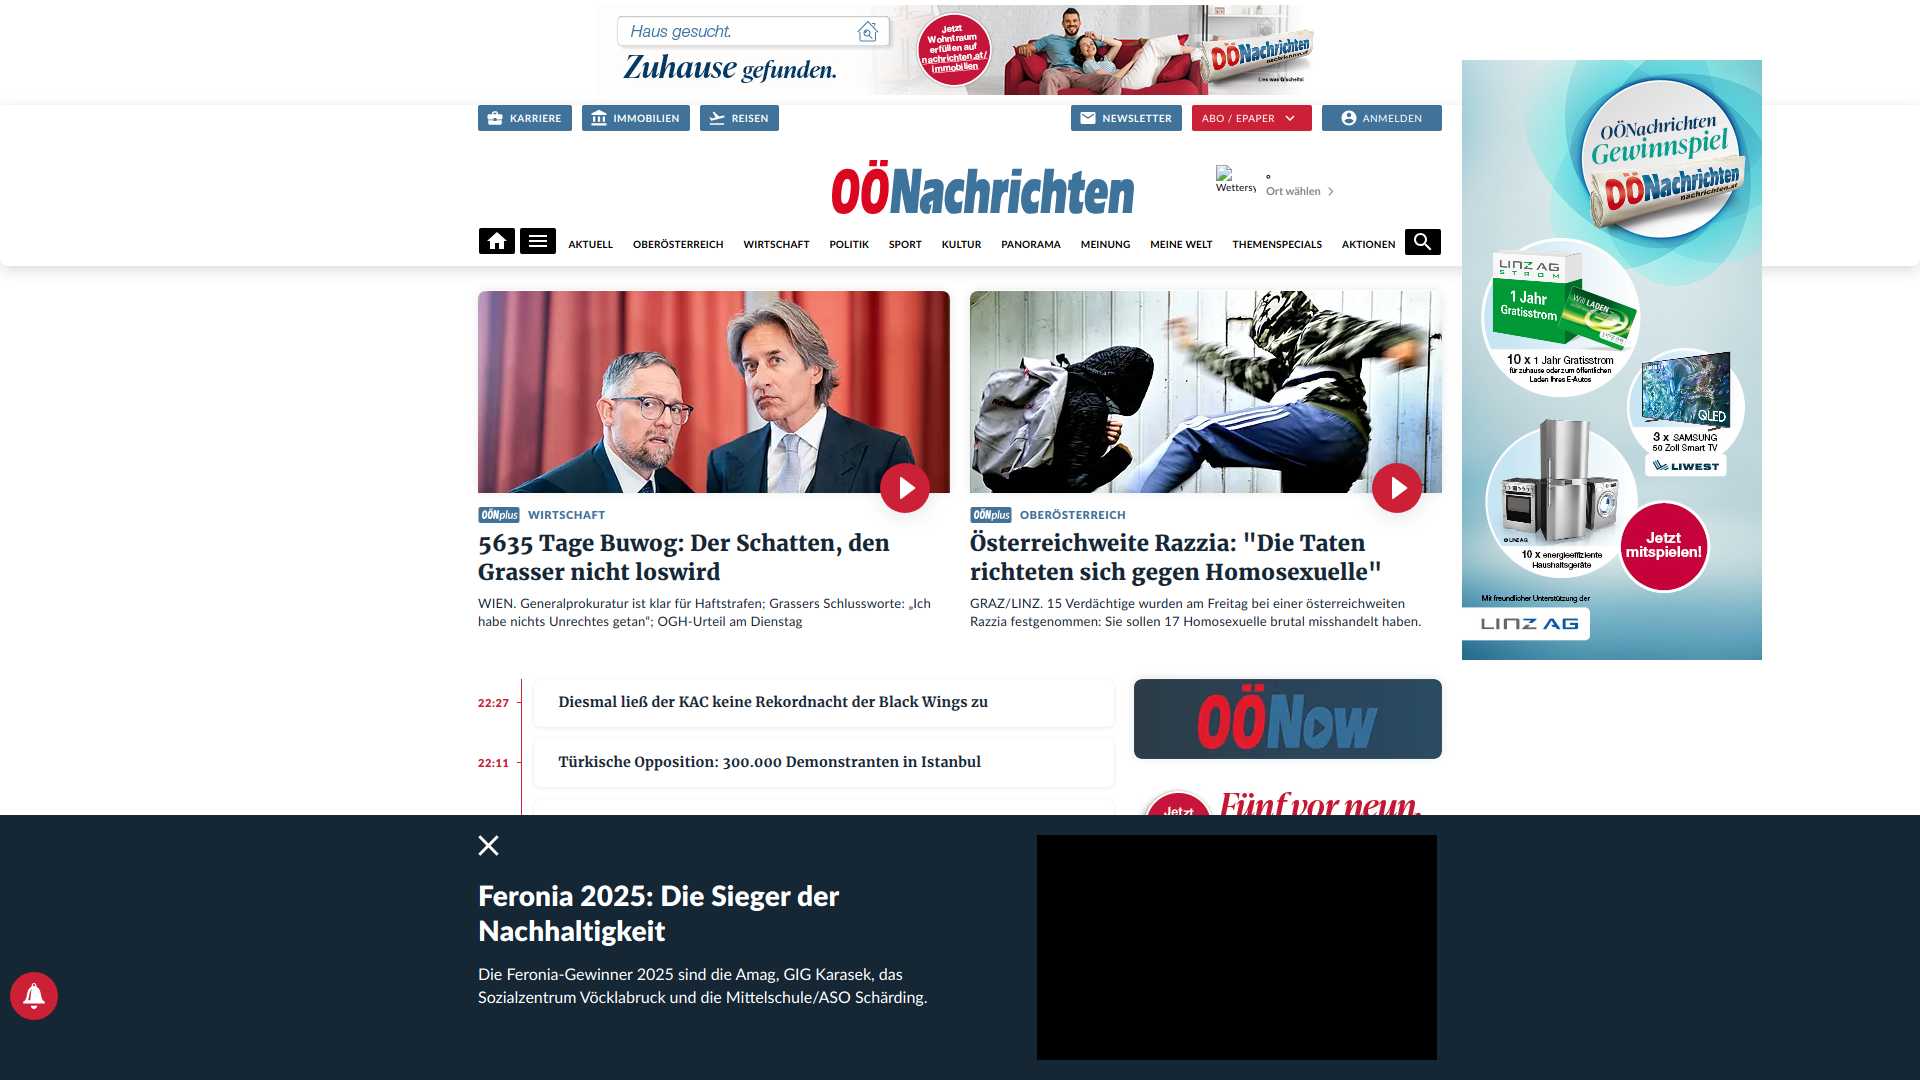 Haus gesucht.
Zuhause gefunden.
Jetzt
Wohntraum
erfüllen auf
nachrichten.at/
immobilien
OÖNachrichten
nachrichten.at
KARRIERE
IMMOBILIEN
REISEN
NEWSLETTER
ABO / EPAPER
ANMELDEN
OÖNachrichten
Wettersy
°
Ort wählen
AKTUELL
OBERÖSTERREICH
WIRTSCHAFT
POLITIK
SPORT
KULTUR
PANORAMA
MEINUNG
MEINE WELT
THEMENSPECIALS
AKTIONEN
OÖNplus WIRTSCHAFT
5635 Tage Buwog: Der Schatten, den
Grasser nicht loswird
WIEN. Generalprokuratur ist klar für Haftstrafen; Grassers Schlussworte: „Ich
habe nichts Unrechtes getan“; OGH-Urteil am Dienstag
OÖNplus OBERÖSTERREICH
Österreichweite Razzia: "Die Taten
richteten sich gegen Homosexuelle"
GRAZ/LINZ. 15 Verdächtige wurden am Freitag bei einer österreichweiten
Razzia festgenommen: Sie sollen 17 Homosexuelle brutal misshandelt haben.
OÖNachrichten
Gewinnspiel
OÖNachrichten
nachrichten.at
LINZ AG
STROM
1 Jahr
Gratisstrom
Will LADEN
10 x 1 Jahr Gratisstrom
für zuhause oder zum öffentlichen
Laden Ihres E-Autos
SAMSUNG
QLED
3 x SAMSUNG
50 Zoll Smart TV
LIWEST
© LINZ AG
10 x energieeffiziente
Haushaltsgeräte
Jetzt
mitspielen!
Mit freundlicher Unterstützung der
LINZ AG
22:27 Diesmal ließ der KAC keine Rekordnacht der Black Wings zu
22:11 Türkische Opposition: 300.000 Demonstranten in Istanbul
OÖNow
Jetzt
Fünf vor neun.
Feronia 2025: Die Sieger der
Nachhaltigkeit
Die Feronia-Gewinner 2025 sind die Amag, GIG Karasek, das
Sozialzentrum Vöcklabruck und die Mittelschule/ASO Schärding.